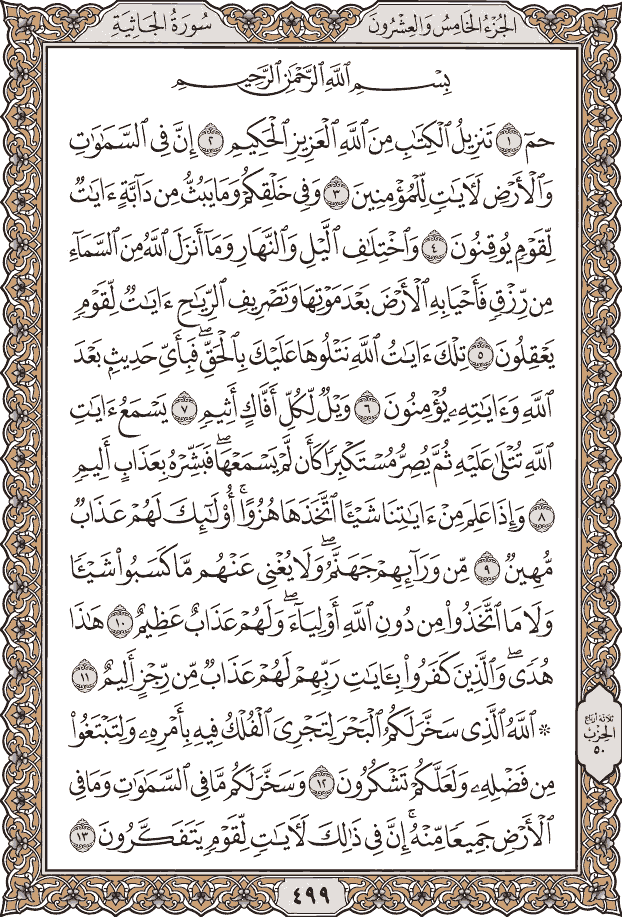 الجُزْءُ الخَامِسُ وَالعِشْرُونَ
سُورَةُ الجَاثِيَةِ
بِسْمِ ٱللَّهِ ٱلرَّحْمَٰنِ ٱلرَّحِيمِ
حمٓ ١ تَنزِيلُ ٱلْكِتَٰبِ مِنَ ٱللَّهِ ٱلْعَزِيزِ ٱلْحَكِيمِ ٢ إِنَّ فِى ٱلسَّمَٰوَٰتِ
وَٱلْأَرْضِ لَءَايَٰتٍ لِّلْمُؤْمِنِينَ ٣ وَفِى خَلْقِكُمْ وَمَا يَبُثُّ مِن دَآبَّةٍ ءَايَٰتٌ
لِّقَوْمٍ يُوقِنُونَ ٤ وَٱخْتِلَٰفِ ٱلَّيْلِ وَٱلنَّهَارِ وَمَآ أَنزَلَ ٱللَّهُ مِنَ ٱلسَّمَآءِ
مِن رِّزْقٍ فَأَحْيَا بِهِ ٱلْأَرْضَ بَعْدَ مَوْتِهَا وَتَصْرِيفِ ٱلرِّيَٰحِ ءَايَٰتٌ لِّقَوْمٍ
يَعْقِلُونَ ٥ تِلْكَ ءَايَٰتُ ٱللَّهِ نَتْلُوهَا عَلَيْكَ بِٱلْحَقِّ ۖ فَبِأَىِّ حَدِيثٍۭ بَعْدَ
ٱللَّهِ وَءَايَٰتِهِۦ يُؤْمِنُونَ ٦ وَيْلٌ لِّكُلِّ أَفَّاكٍ أَثِيمٍ ٧ يَسْمَعُ ءَايَٰتِ
ٱللَّهِ تُتْلَىٰ عَلَيْهِ ثُمَّ يُصِرُّ مُسْتَكْبِرًا كَأَن لَّمْ يَسْمَعْهَا ۖ فَبَشِّرْهُ بِعَذَابٍ أَلِيمٍ
٨ وَإِذَا عَلِمَ مِنْ ءَايَٰتِنَا شَيْـًٔا ٱتَّخَذَهَا هُزُوًا ۚ أُو۟لَٰٓئِكَ لَهُمْ عَذَابٌ
مُّهِينٌ ٩ مِّن وَرَآئِهِمْ جَهَنَّمُ ۖ وَلَا يُغْنِى عَنْهُم مَّا كَسَبُوا۟ شَيْـًٔا
وَلَا مَا ٱتَّخَذُوا۟ مِن دُونِ ٱللَّهِ أَوْلِيَآءَ ۖ وَلَهُمْ عَذَابٌ عَظِيمٌ ١٠ هَٰذَا
هُدًى ۖ وَٱلَّذِينَ كَفَرُوا۟ بِـَٔايَٰتِ رَبِّهِمْ لَهُمْ عَذَابٌ مِّن رِّجْزٍ أَلِيمٌ ١١
۞ ٱللَّهُ ٱلَّذِى سَخَّرَ لَكُمُ ٱلْبَحْرَ لِتَجْرِىَ ٱلْفُلْكُ فِيهِ بِأَمْرِهِۦ وَلِتَبْتَغُوا۟
مِن فَضْلِهِۦ وَلَعَلَّكُمْ تَشْكُرُونَ ١٢ وَسَخَّرَ لَكُم مَّا فِى ٱلسَّمَٰوَٰتِ وَمَا فِى
ٱلْأَرْضِ جَمِيعًا مِّنْهُ ۚ إِنَّ فِى ذَٰلِكَ لَءَايَٰتٍ لِّقَوْمٍ يَتَفَكَّرُونَ ١٣
ثلاثة أرباع
الحزب
٥٠
٤٩٩